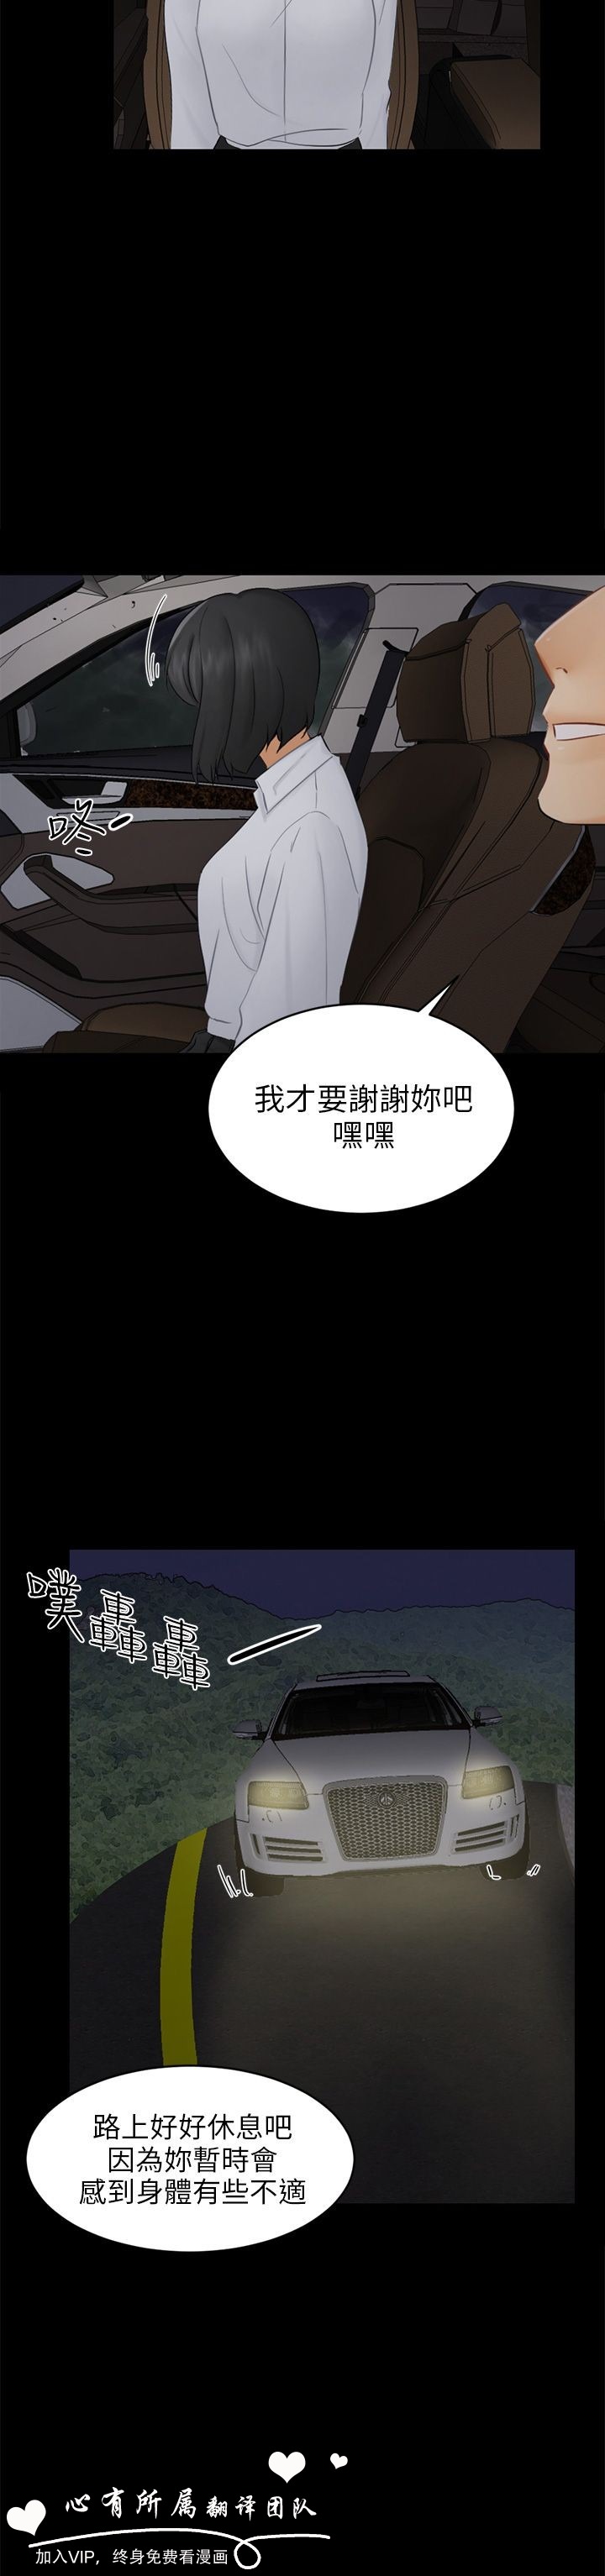 咚
我才要謝謝妳吧
嘿嘿
噗轟轟
路上好好休息吧
因為妳暫時會
感到身體有些不適
心有所属翻译团队
加入VIP，终身免费看漫画